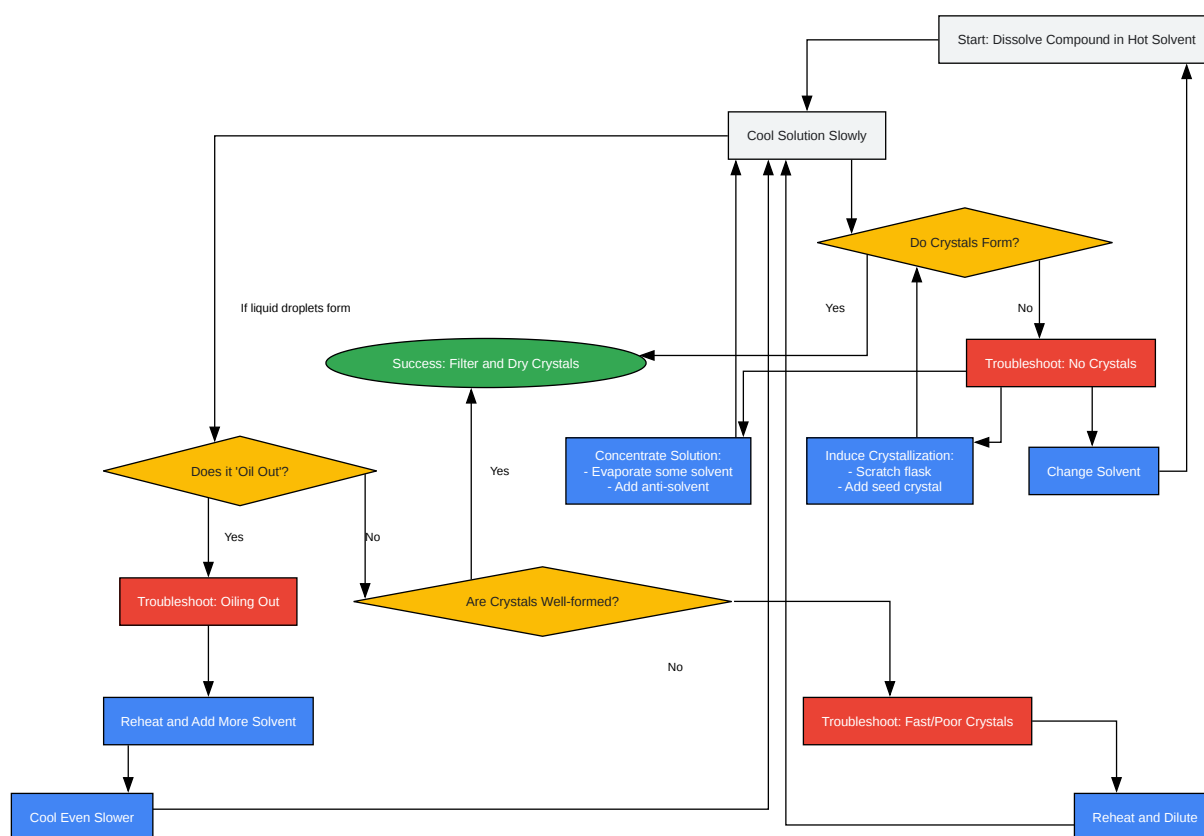 Start: Dissolve Compound in Hot Solvent
Cool Solution Slowly
Do Crystals Form?
If liquid droplets form
Yes
No
Success: Filter and Dry Crystals
Troubleshoot: No Crystals
Does it 'Oil Out'?
Yes
Concentrate Solution:
- Evaporate some solvent
- Add anti-solvent
Induce Crystallization:
- Scratch flask
- Add seed crystal
Change Solvent
Yes
No
Troubleshoot: Oiling Out
Are Crystals Well-formed?
No
Reheat and Add More Solvent
Troubleshoot: Fast/Poor Crystals
Cool Even Slower
Reheat and Dilute